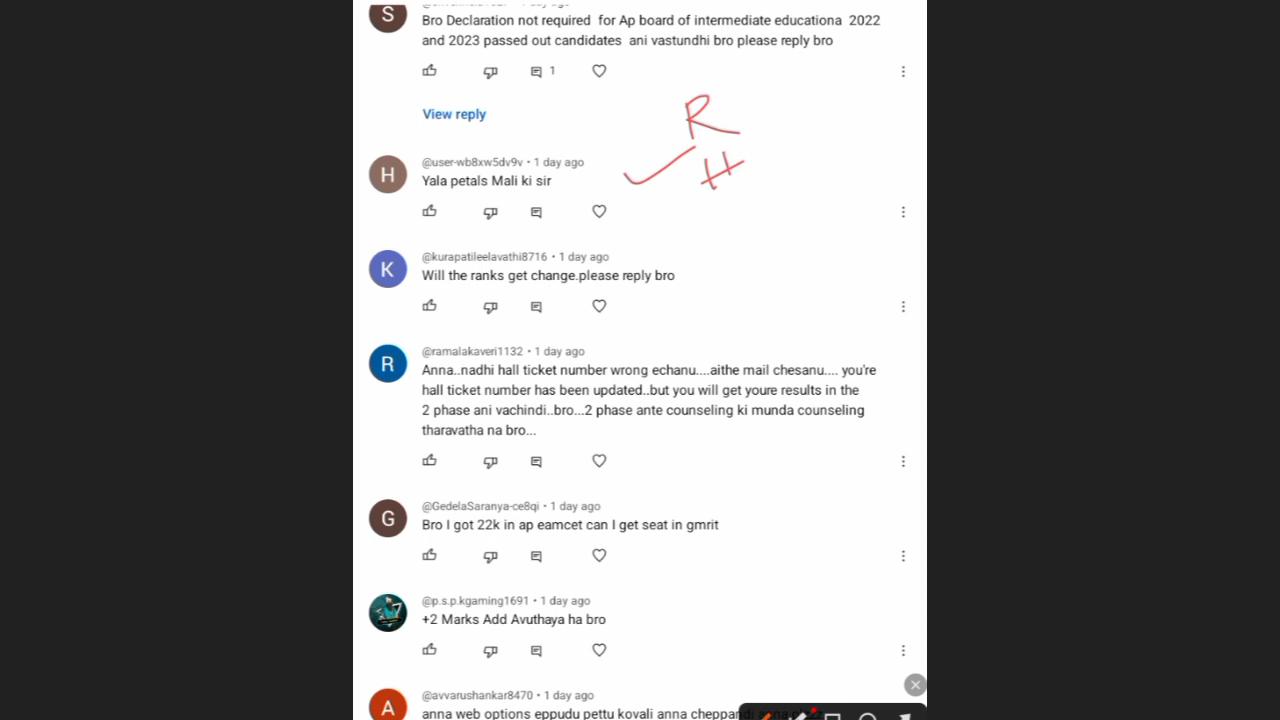 S
Bro Declaration not required for Ap board of intermediate educationa 2022
and 2023 passed out candidates ani vastundhi bro please reply bro
1
View reply
R
H
@user-wb8xw5dv9v • 1 day ago
H
Yala petals Mali ki sir
@kurapatileelavathi8716 • 1 day ago
K
Will the ranks get change.please reply bro
@ramalakaveri1132 • 1 day ago
R
Anna..nadhi hall ticket number wrong echanu....aithe mail chesanu.... you're
hall ticket number has been updated..but you will get youre results in the
2 phase ani vachindi..bro...2 phase ante counseling ki munda counseling
tharavatha na bro...
@GedelaSaranya-ce8qi • 1 day ago
G
Bro I got 22k in ap eamcet can I get seat in gmrit
@p.s.p.kgaming1691 • 1 day ago
+2 Marks Add Avuthaya ha bro
@avvarushankar8470 • 1 day ago
A
anna web options eppudu pettu kovali anna cheppandi